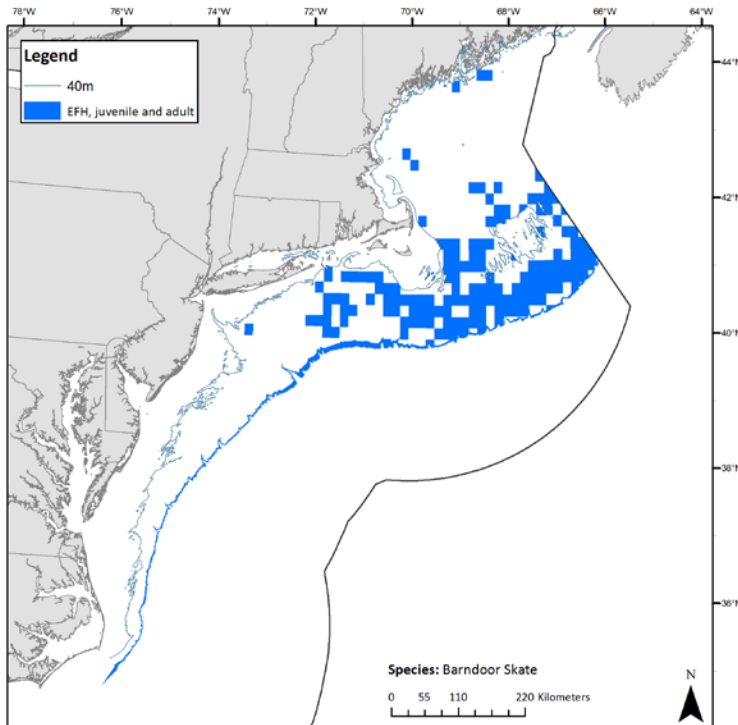 78°W 76°W 74°W 72°W 70°W 68°W 66°W 64°W
Legend
40m
EFH, juvenile and adult
44°N
42°N
40°N
38°N
36°N
Species: Barndoor Skate
N
0 55 110 220 Kilometers